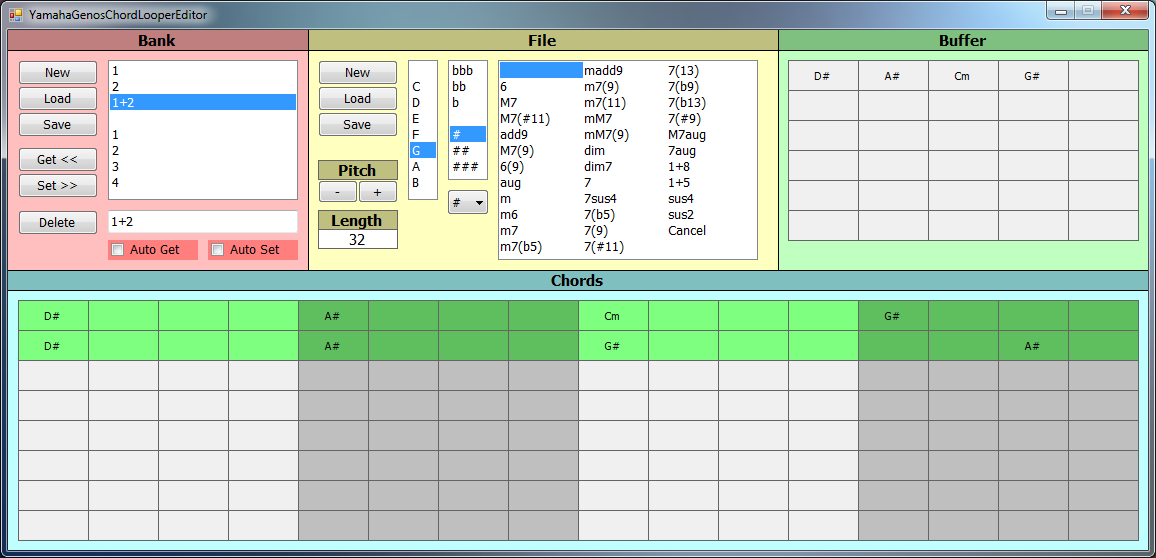 YamahaGenosChordLooperEditor
Bank
New
Load
Save
Get <<
Set >>
Delete
1
2
1+2
1
2
3
4
1+2
Auto Get
Auto Set
File
New
Load
Save
Pitch
- +
Length
32
C
D
E
F
G
A
B
bbb
bb
b
#
##
###
#
madd9 7(13)
6 m7(9) 7(b9)
M7 m7(11) 7(b13)
M7(#11) mM7 7(#9)
add9 mM7(9) M7aug
M7(9) dim 7aug
6(9) dim7 1+8
aug 7 1+5
m 7sus4 sus4
m6 7(b5) sus2
m7 7(9) Cancel
m7(b5) 7(#11)
Buffer
D# A# Cm G#
Chords
D# A# Cm G#
D# A# G# A#